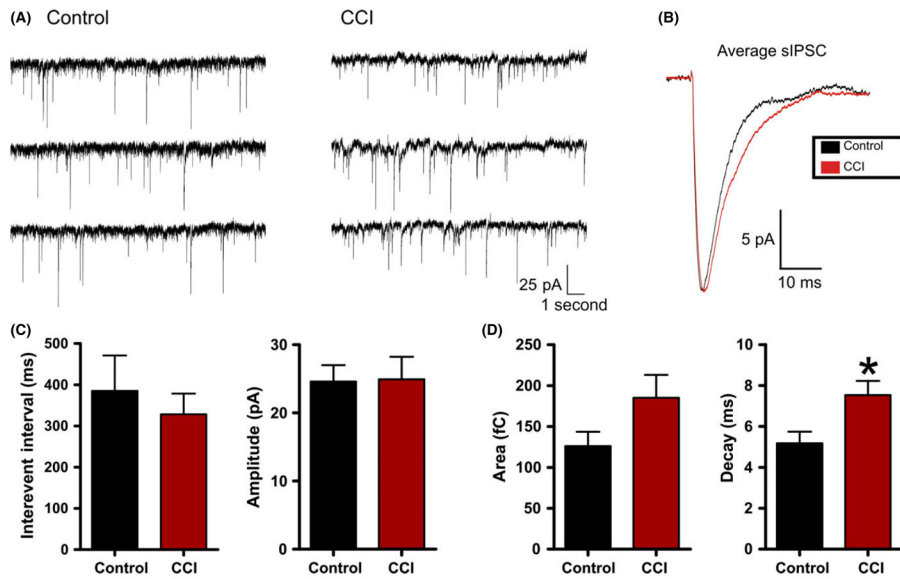 (A) Control CCI
25 pA
1 second
(B)
Average sIPSC
Control
CCI
5 pA
10 ms
(C)
Interevent interval (ms)
500
400
300
200
100
0
Control CCI
Amplitude (pA)
30
20
10
0
Control CCI
(D)
Area (fC)
250
200
150
100
50
0
Control CCI
Decay (ms)
10
8
6
4
2
0
*
Control CCI